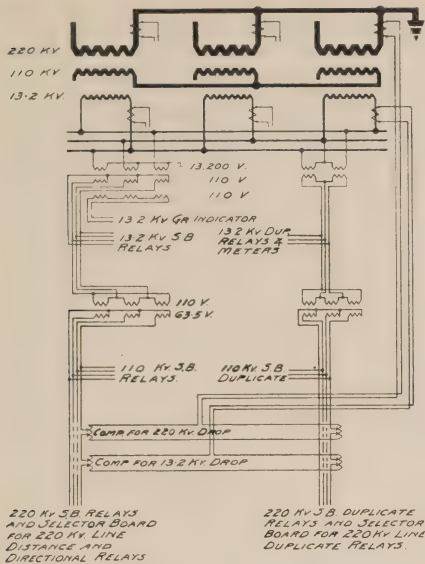 220 KV
110 KV
13.2 KV.
13.200 V.
110 V
110 V
13.2 KV GR INDICATOR
13.2 KV S.B
RELAYS
13.2 KV DUP.
RELAYS &
METERS
110 V.
63.5 V.
110 KV S.B.
RELAYS.
110 KV S.B
DUPLICATE
COMP FOR 220 KV. DROP
COMP FOR 13.2 KV. DROP
220 KV S.B. RELAYS
AND SELECTOR BOARD
FOR 220 KV. LINE
DISTANCE AND
DIRECTIONAL RELAYS
220 KV S.B. DUPLICATE
RELAYS AND SELECTOR
BOARD FOR 220 KV LINE
DUPLICATE RELAYS.